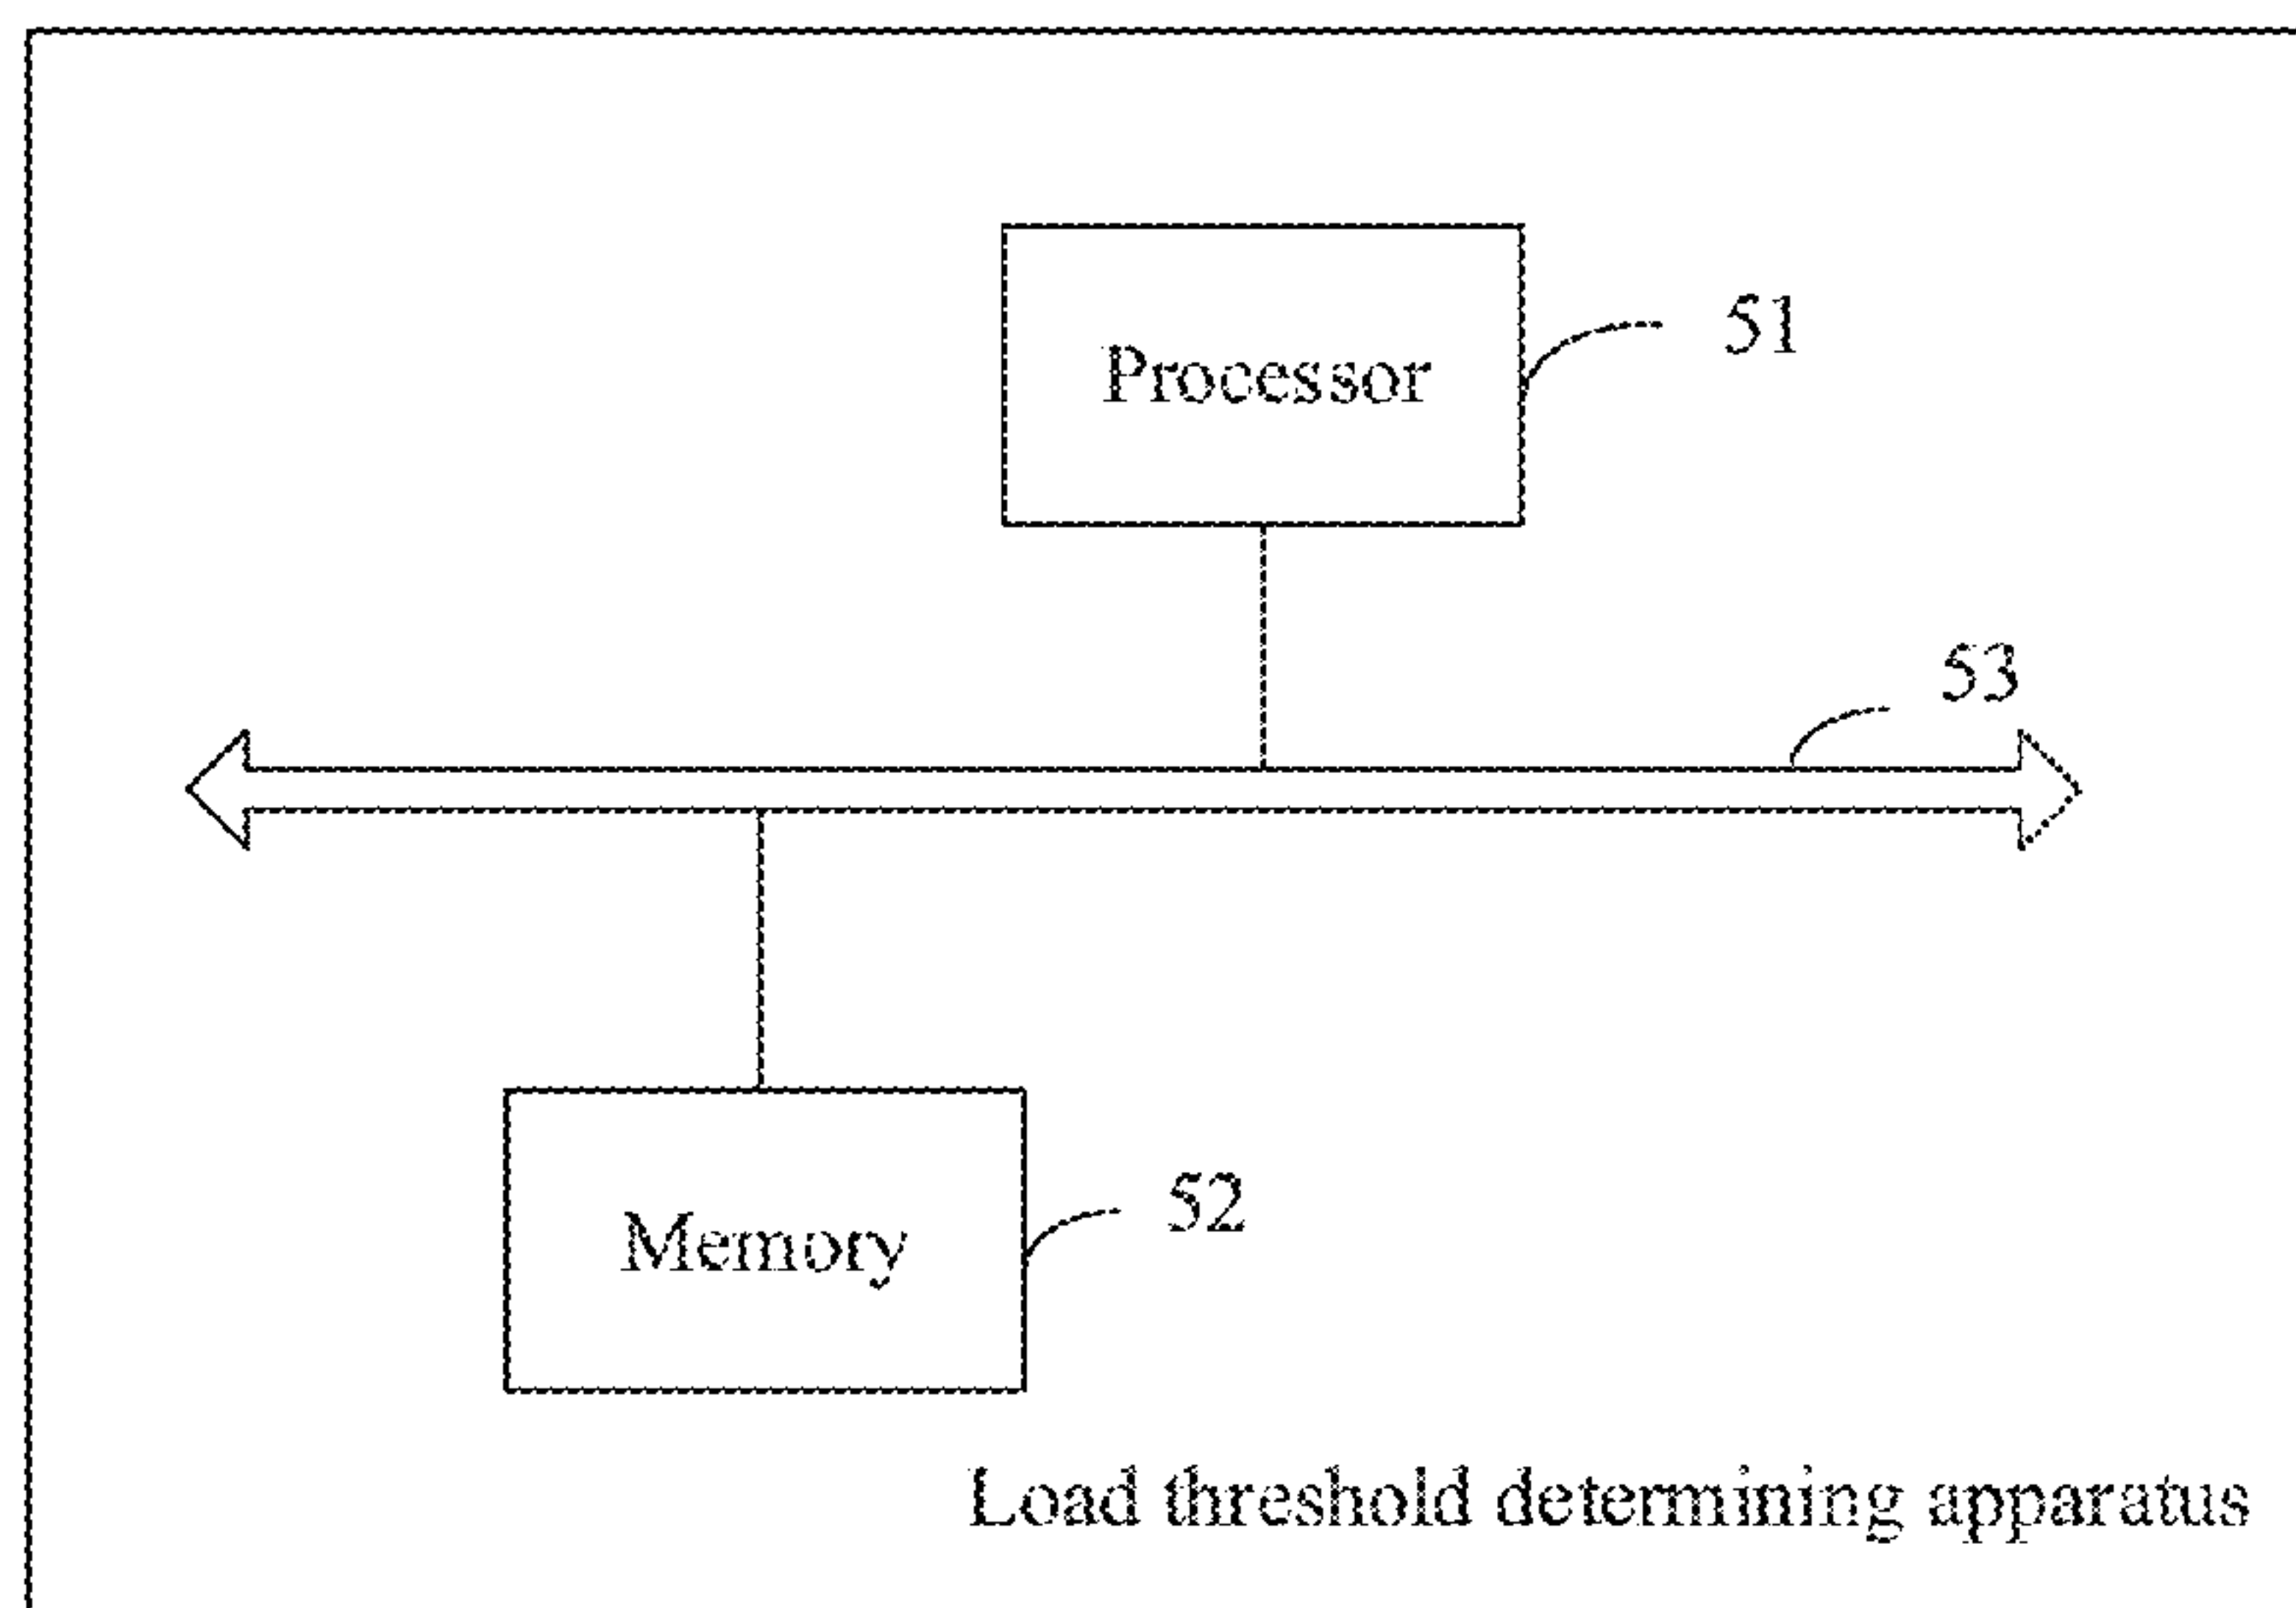 51
Processor
53
52
Memory
Load threshold determining apparatus